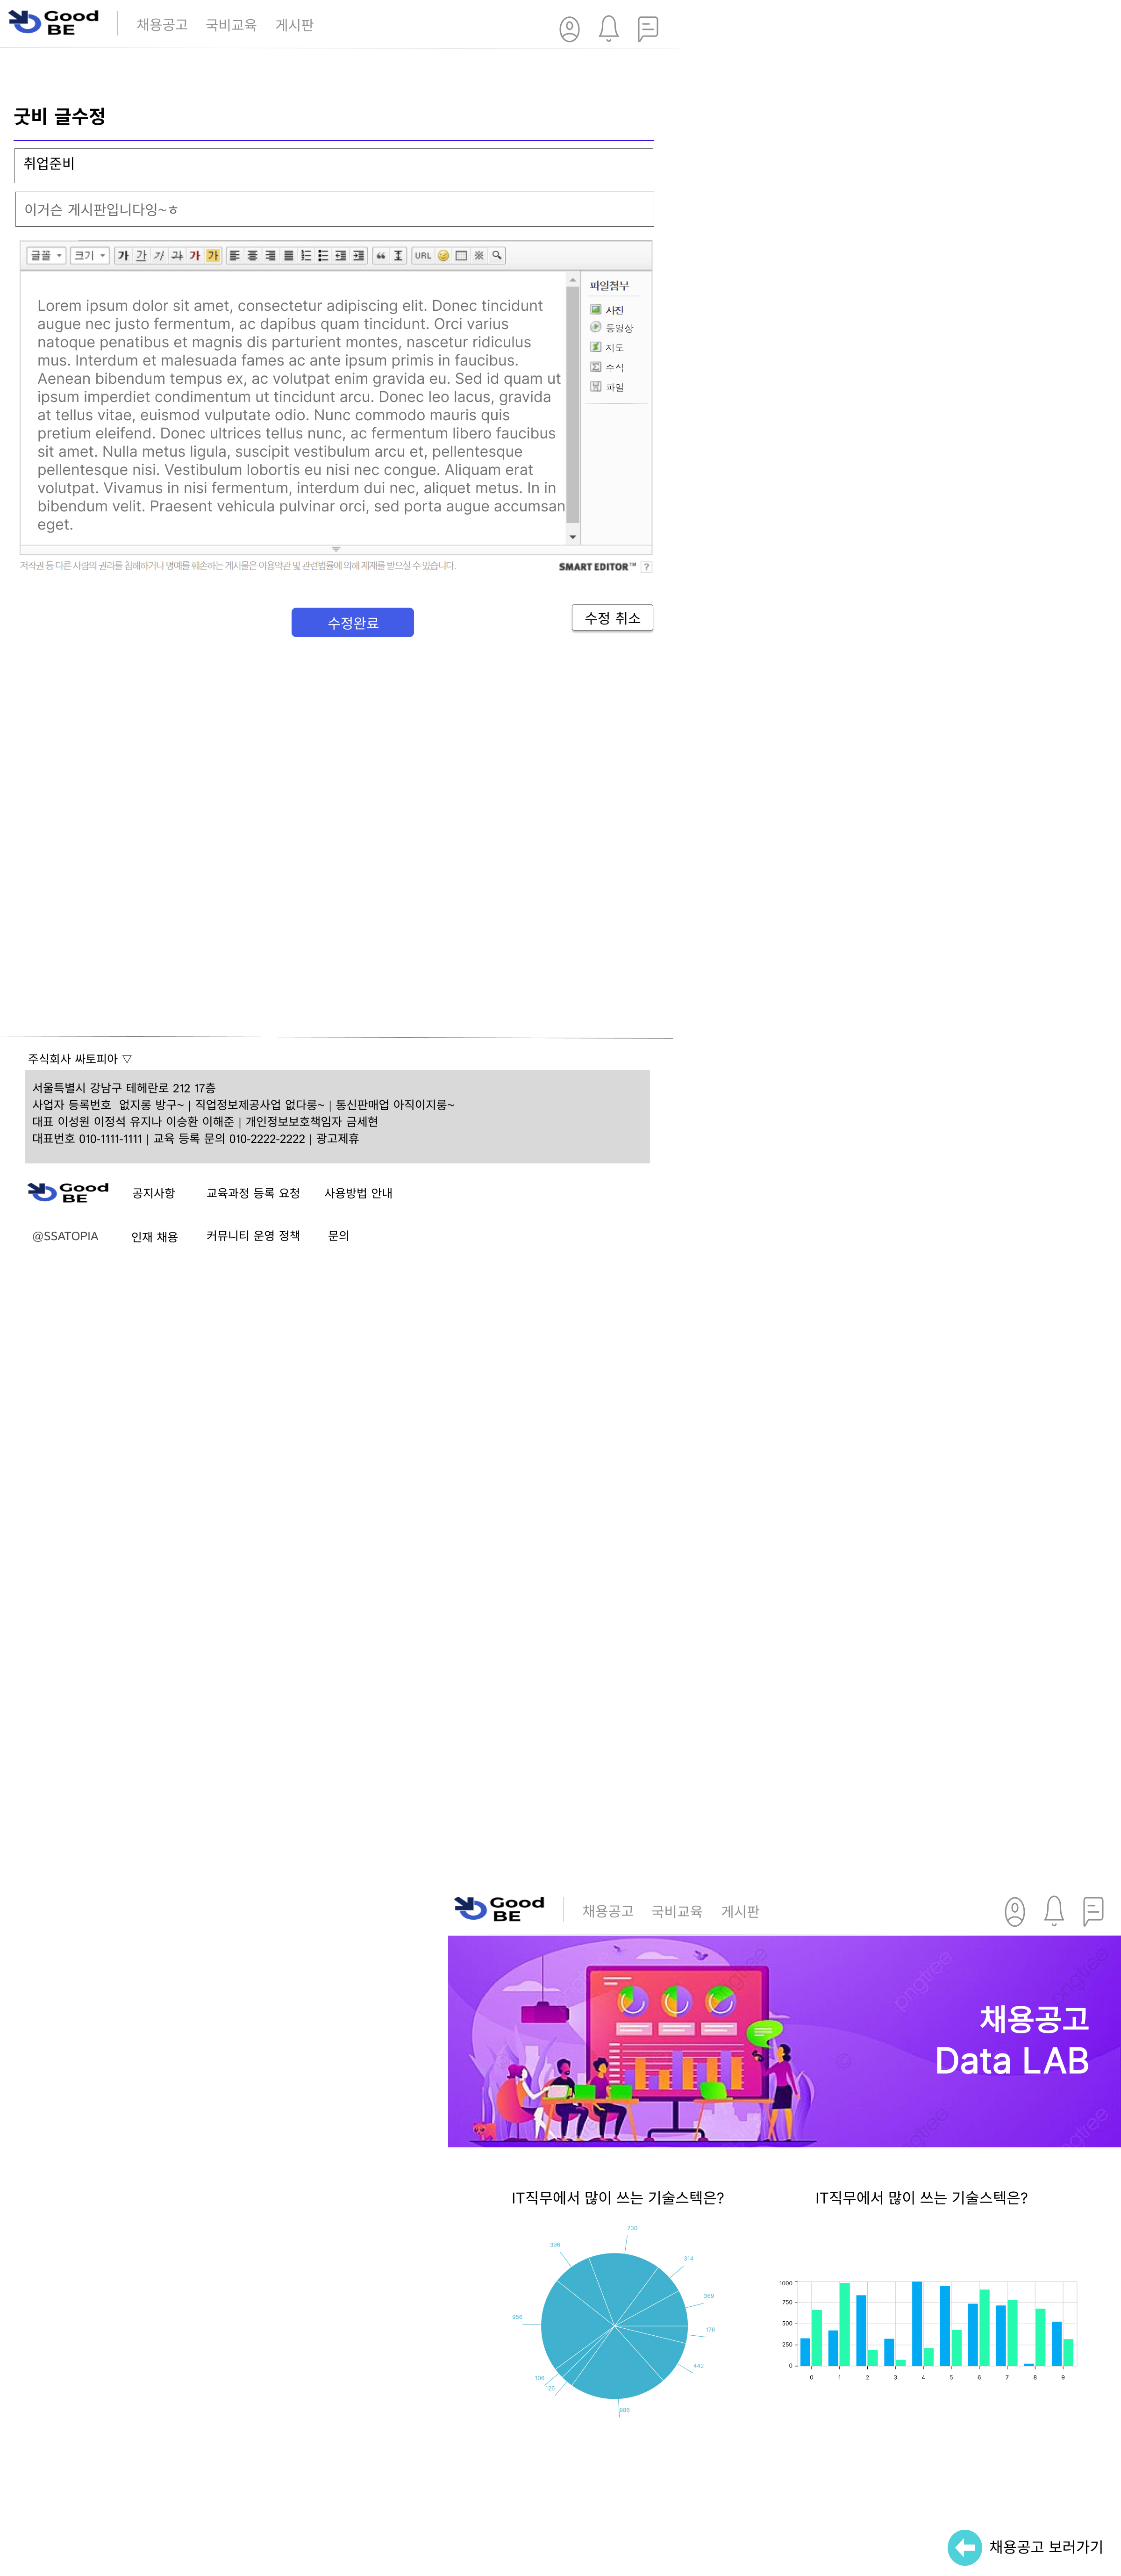 Good
BE
채용공고 국비교육 게시판
굿비 글수정
취업준비
이거슨 게시판입니다잉~ㅎ
글꼴 크기 가 가 가 가 가 가 URL ※
파일첨부
사진
동영상
지도
수식
파일
Lorem ipsum dolor sit amet, consectetur adipiscing elit. Donec tincidunt
augue nec justo fermentum, ac dapibus quam tincidunt. Orci varius
natoque penatibus et magnis dis parturient montes, nascetur ridiculus
mus. Interdum et malesuada fames ac ante ipsum primis in faucibus.
Aenean bibendum tempus ex, ac volutpat enim gravida eu. Sed id quam ut
ipsum imperdiet condimentum ut tincidunt arcu. Donec leo lacus, gravida
at tellus vitae, euismod vulputate odio. Nunc commodo mauris quis
pretium eleifend. Donec ultrices tellus nunc, ac fermentum libero faucibus
sit amet. Nulla metus ligula, suscipit vestibulum arcu et, pellentesque
pellentesque nisi. Vestibulum lobortis eu nisi nec congue. Aliquam erat
volutpat. Vivamus in nisi fermentum, interdum dui nec, aliquet metus. In in
bibendum velit. Praesent vehicula pulvinar orci, sed porta augue accumsan
eget.
저작권 등 다른 사람의 권리를 침해하거나 명예를 훼손하는 게시물은 이용약관 및 관련법률에 의해 제재를 받으실 수 있습니다.
SMART EDITOR™ ?
수정완료
수정 취소
주식회사 싸토피아 ▽
서울특별시 강남구 테헤란로 212 17층
사업자 등록번호 없지롱 방구~ | 직업정보제공사업 없다룽~ | 통신판매업 아직이지롱~
대표 이성원 이정석 유지나 이승환 이해준 | 개인정보보호책임자 금세현
대표번호 010-1111-1111 | 교육 등록 문의 010-2222-2222 | 광고제휴
Good
BE
공지사항 교육과정 등록 요청 사용방법 안내
@SSATOPIA 인재 채용 커뮤니티 운영 정책 문의
Good
BE
채용공고 국비교육 게시판
pngtree
채용공고
Data LAB
IT직무에서 많이 쓰는 기술스텍은?
IT직무에서 많이 쓰는 기술스텍은?
730
396
314
369
956
176
442
106
126
886
1000
750
500
250
0
0 1 2 3 4 5 6 7 8 9
채용공고 보러가기